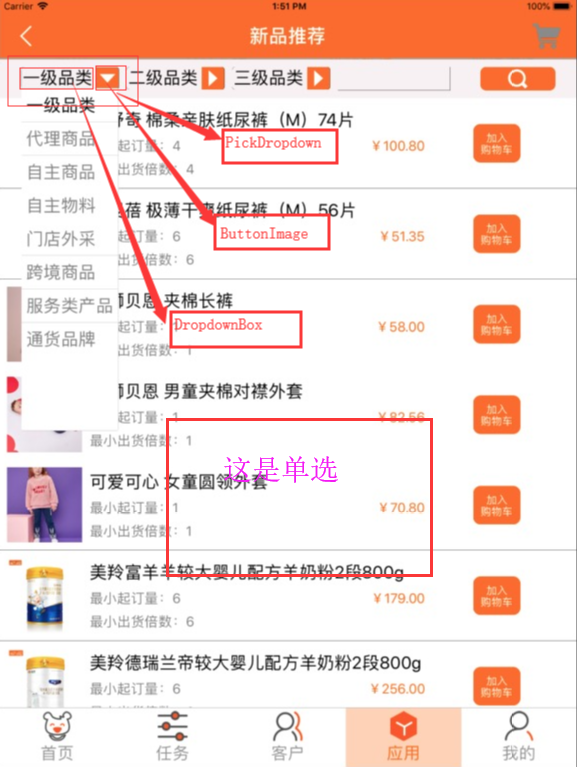 Carrier 1:51 PM 100%
新品推荐
一级品类 二级品类 三级品类
一级品类
代理商品
自主商品
自主物料
门店外采
跨境商品
服务类产品
通货品牌
PickDropdown
ButtonImage
DropdownBox
这是单选
舒奇 棉柔亲肤纸尿裤（M）74片
起订量：4
¥100.80
加入
购物车
出货倍数：4
蓓 极薄干爽纸尿裤（M）56片
起订量：6
¥51.35
加入
购物车
出货倍数：6
狮贝恩 夹棉长裤
起订量：1
¥58.00
加入
购物车
出货倍数：1
狮贝恩 男童夹棉对襟外套
起订量：1
¥82.56
加入
购物车
最小出货倍数：1
可爱可心 女童圆领外套
最小起订量：1
¥70.80
加入
购物车
最小出货倍数：1
美羚富羊羊较大婴儿配方羊奶粉2段800g
最小起订量：6
¥179.00
加入
购物车
最小出货倍数：6
美羚德瑞兰帝较大婴儿配方羊奶粉2段800g
最小起订量：6
¥256.00
加入
购物车
最小出货倍数：6
首页 任务 客户 应用 我的